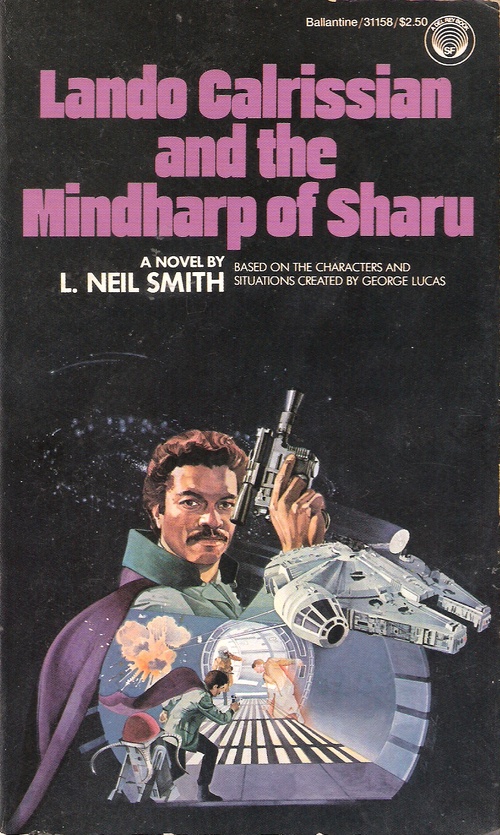 Ballantine/31158/$2.50
A DEL REY BOOK
SF
Lando Calrissian
and the
Mindharp of Sharu
A NOVEL BY
L. NEIL SMITH
BASED ON THE CHARACTERS AND
SITUATIONS CREATED BY GEORGE LUCAS